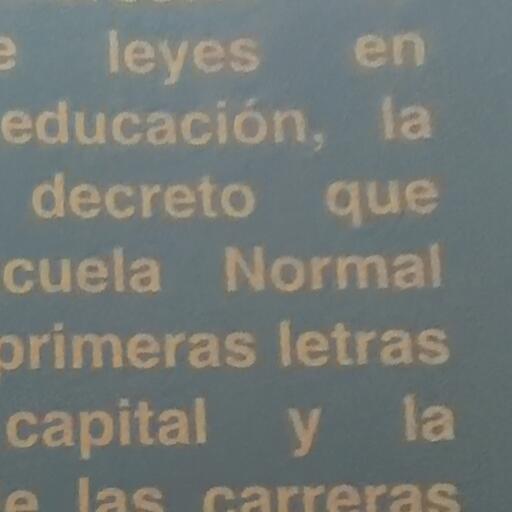 e leyes en
educación, la
decreto que
cuela Normal
primeras letras
capital y la
e las carreras